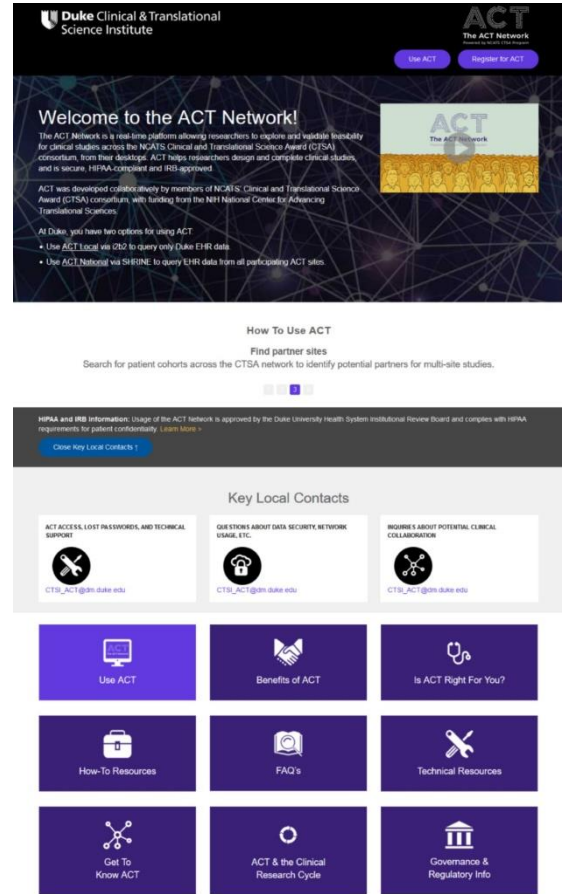 Duke Clinical & Translational
Science Institute
ACT
The ACT Network
Powered by NCATS CTSA Program
Use ACT
Register for ACT
Welcome to the ACT Network!
The ACT Network is a real-time platform allowing researchers to explore and validate feasibility
for clinical studies across the NCATS Clinical and Translational Science Award (CTSA)
consortium, from their desktops. ACT helps researchers design and complete clinical studies,
and is secure, HIPAA-compliant and IRB-approved.
ACT was developed collaboratively by members of NCATS' Clinical and Translational Science
Award (CTSA) consortium, with funding from the NIH National Center for Advancing
Translational Sciences.
At Duke, you have two options for using ACT:
• Use ACT Local via i2b2 to query only Duke EHR data.
• Use ACT National via SHRINE to query EHR data from all participating ACT sites.
ACT
The ACT Network
How To Use ACT
Find partner sites
Search for patient cohorts across the CTSA network to identify potential partners for multi-site studies.
3
HIPAA and IRB Information: Usage of the ACT Network is approved by the Duke University Health System Institutional Review Board and complies with HIPAA
requirements for patient confidentiality. Learn More »
Close Key Local Contacts ↑
Key Local Contacts
ACT ACCESS, LOST PASSWORDS, AND TECHNICAL
SUPPORT
CTSI_ACT@dm.duke.edu
QUESTIONS ABOUT DATA SECURITY, NETWORK
USAGE, ETC.
CTSI_ACT@dm.duke.edu
INQUIRIES ABOUT POTENTIAL CLINICAL
COLLABORATION
CTSI_ACT@dm.duke.edu
ACT
Use ACT
Benefits of ACT
Is ACT Right For You?
How-To Resources
FAQ's
Technical Resources
Get To
Know ACT
ACT & the Clinical
Research Cycle
Governance &
Regulatory Info